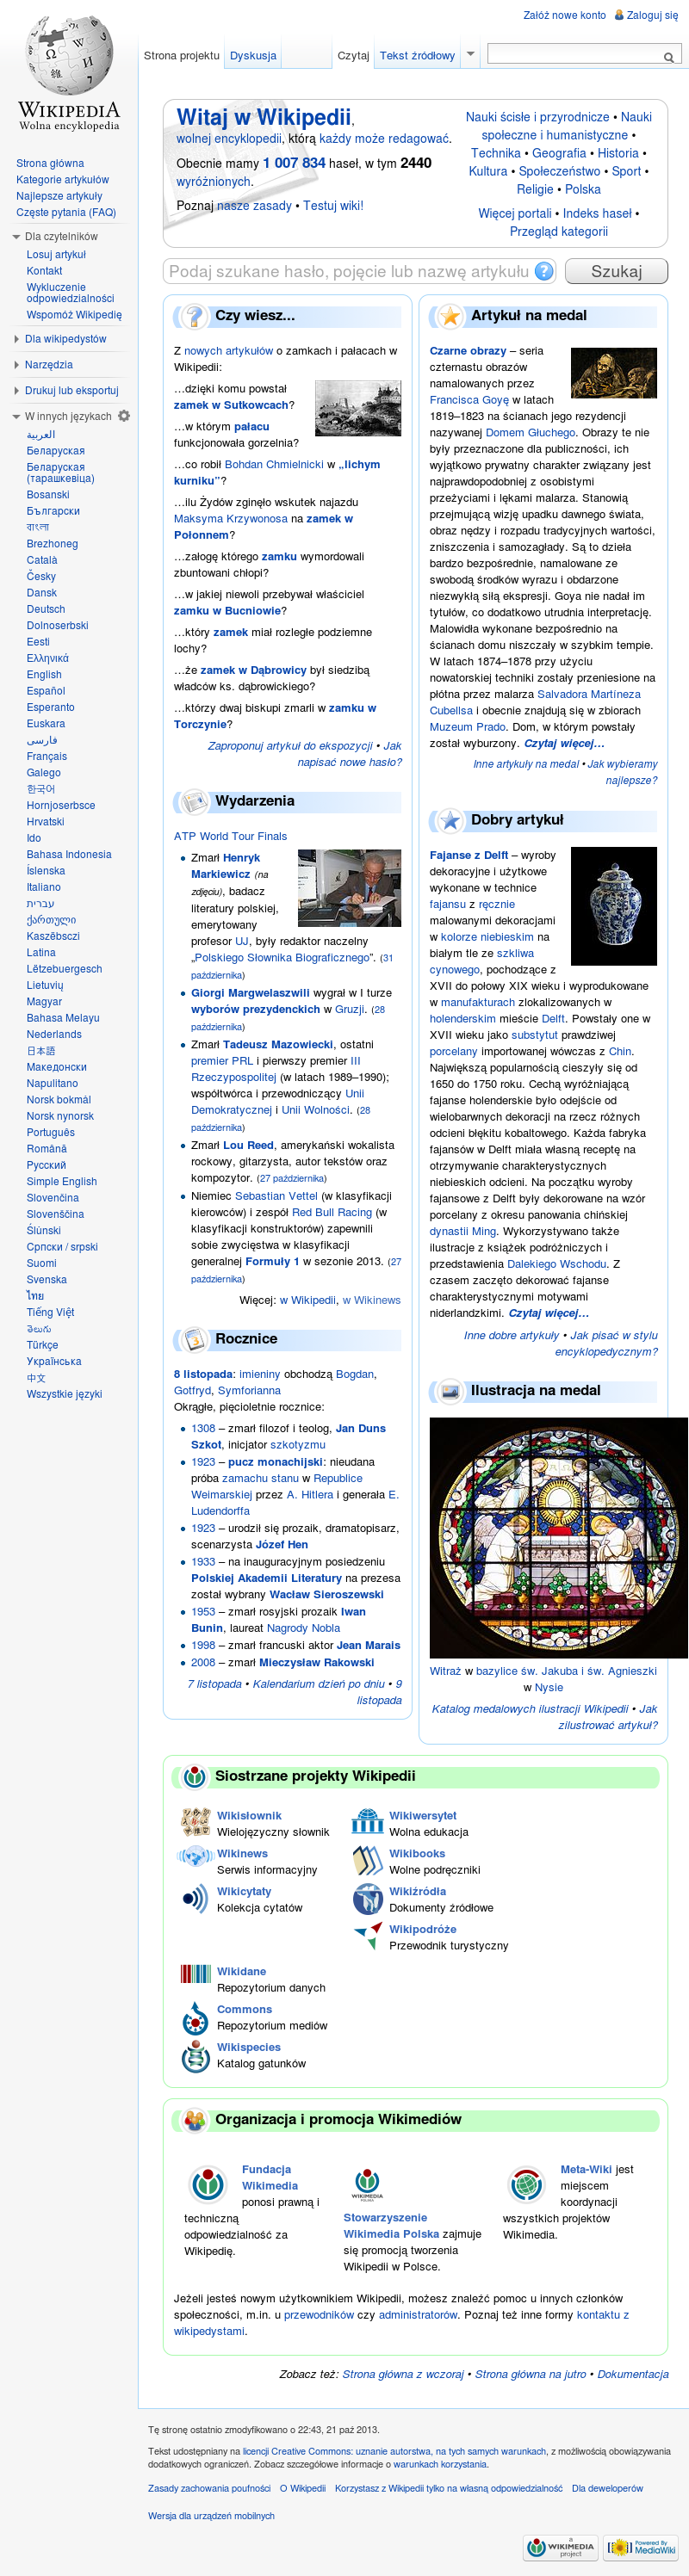 Załóż nowe konto Zaloguj się
WIKIPEDIA
Wolna encyklopedia
Strona projektu Dyskusja Czytaj Tekst źródłowy
Strona główna
Kategorie artykułów
Najlepsze artykuły
Częste pytania (FAQ)
Dla czytelników
Losuj artykuł
Kontakt
Wykluczenie
odpowiedzialności
Wspomóż Wikipedię
Dla wikipedystów
Narzędzia
Drukuj lub eksportuj
W innych językach
العربية
Беларуская
Беларуская
(тарашкевіца)
Bosanski
Български
বাংলা
Brezhoneg
Català
Česky
Dansk
Deutsch
Dolnoserbski
Eesti
Ελληνικά
English
Español
Esperanto
Euskara
فارسی
Français
Galego
한국어
Hornjoserbsce
Hrvatski
Ido
Bahasa Indonesia
Íslenska
Italiano
עברית
ქართული
Kaszëbsczi
Latina
Lëtzebuergesch
Lietuvių
Magyar
Bahasa Melayu
Nederlands
日本語
Македонски
Napulitano
Norsk bokmål
Norsk nynorsk
Português
Română
Русский
Simple English
Slovenčina
Slovenščina
Ślůnski
Српски / srpski
Suomi
Svenska
ไทย
Tiếng Việt
తెలుగు
Türkçe
Українська
中文
Wszystkie języki
Witaj w Wikipedii,
wolnej encyklopedii, którą każdy może redagować.
Obecnie mamy 1 007 834 haseł, w tym 2440
wyróżnionych.
Poznaj nasze zasady • Testuj wiki!
Nauki ścisłe i przyrodnicze • Nauki
społeczne i humanistyczne •
Technika • Geografia • Historia •
Kultura • Społeczeństwo • Sport •
Religie • Polska
Więcej portali • Indeks haseł •
Przegląd kategorii
Podaj szukane hasło, pojęcie lub nazwę artykułu ? Szukaj
Czy wiesz...
Z nowych artykułów o zamkach i pałacach w
Wikipedii:
...dzięki komu powstał
zamek w Sutkowcach?
...w którym pałacu
funkcjonowała gorzelnia?
...co robił Bohdan Chmielnicki w „lichym
kurniku”?
...ilu Żydów zginęło wskutek najazdu
Maksyma Krzywonosa na zamek w
Połonnem?
...załogę którego zamku wymordowali
zbuntowani chłopi?
...w jakiej niewoli przebywał właściciel
zamku w Bucniowie?
...który zamek miał rozległe podziemne
lochy?
...że zamek w Dąbrowicy był siedzibą
władców ks. dąbrowickiego?
...którzy dwaj biskupi zmarli w zamku w
Torczynie?
Zaproponuj artykuł do ekspozycji • Jak
napisać nowe hasło?
Wydarzenia
ATP World Tour Finals
Zmarł Henryk
Markiewicz (na
zdjęciu), badacz
literatury polskiej,
emerytowany
profesor UJ, były redaktor naczelny
„Polskiego Słownika Biograficznego”. (31
października)
Giorgi Margwelaszwili wygrał w I turze
wyborów prezydenckich w Gruzji. (28
października)
Zmarł Tadeusz Mazowiecki, ostatni
premier PRL i pierwszy premier III
Rzeczypospolitej (w latach 1989–1990);
współtwórca i przewodniczący Unii
Demokratycznej i Unii Wolności. (28
października)
Zmarł Lou Reed, amerykański wokalista
rockowy, gitarzysta, autor tekstów oraz
kompozytor. (27 października)
Niemiec Sebastian Vettel (w klasyfikacji
kierowców) i zespół Red Bull Racing (w
klasyfikacji konstruktorów) zapewnili
sobie zwycięstwa w klasyfikacji
generalnej Formuły 1 w sezonie 2013. (27
października)
Więcej: w Wikipedii, w Wikinews
Rocznice
8 listopada: imieniny obchodzą Bogdan,
Gotfryd, Symforianna
Okrągłe, pięcioletnie rocznice:
1308 – zmarł filozof i teolog, Jan Duns
Szkot, inicjator szkotyzmu
1923 – pucz monachijski: nieudana
próba zamachu stanu w Republice
Weimarskiej przez A. Hitlera i generała E.
Ludendorffa
1923 – urodził się prozaik, dramatopisarz,
scenarzysta Józef Hen
1933 – na inauguracyjnym posiedzeniu
Polskiej Akademii Literatury na prezesa
został wybrany Wacław Sieroszewski
1953 – zmarł rosyjski prozaik Iwan
Bunin, laureat Nagrody Nobla
1998 – zmarł francuski aktor Jean Marais
2008 – zmarł Mieczysław Rakowski
7 listopada • Kalendarium dzień po dniu • 9
listopada
Artykuł na medal
Czarne obrazy – seria
czternastu obrazów
namalowanych przez
Francisca Goyę w latach
1819–1823 na ścianach jego rezydencji
nazywanej Domem Głuchego. Obrazy te nie
były przeznaczone dla publiczności, ich
wyjątkowo prywatny charakter związany jest
najprawdopodobniej z osobistymi
przeżyciami i lękami malarza. Stanowią
przejmującą wizję upadku dawnego świata,
obraz nędzy i rozpadu tradycyjnych wartości,
zniszczenia i samozagłady. Są to dzieła
bardzo bezpośrednie, namalowane ze
swobodą środków wyrazu i obdarzone
niezwykłą siłą ekspresji. Goya nie nadał im
tytułów, co dodatkowo utrudnia interpretację.
Malowidła wykonane bezpośrednio na
ścianach domu niszczały w szybkim tempie.
W latach 1874–1878 przy użyciu
nowatorskiej techniki zostały przeniesione na
płótna przez malarza Salvadora Martíneza
Cubellsa i obecnie znajdują się w zbiorach
Muzeum Prado. Dom, w którym powstały
został wyburzony. Czytaj więcej...
Inne artykuły na medal • Jak wybieramy
najlepsze?
Dobry artykuł
Fajanse z Delft – wyroby
dekoracyjne i użytkowe
wykonane w technice
fajansu z ręcznie
malowanymi dekoracjami
w kolorze niebieskim na
białym tle ze szkliwa
cynowego, pochodzące z
XVII do połowy XIX wieku i wyprodukowane
w manufakturach zlokalizowanych w
holenderskim mieście Delft. Powstały one w
XVII wieku jako substytut prawdziwej
porcelany importowanej wówczas z Chin.
Największą popularnością cieszyły się od
1650 do 1750 roku. Cechą wyróżniającą
fajanse holenderskie było odejście od
wielobarwnych dekoracji na rzecz różnych
odcieni błękitu kobaltowego. Każda fabryka
fajansów w Delft miała własną receptę na
otrzymywanie charakterystycznych
niebieskich odcieni. Na początku wyroby
fajansowe z Delft były dekorowane na wzór
porcelany z okresu panowania chińskiej
dynastii Ming. Wykorzystywano także
ilustracje z książek podróżniczych i
przedstawienia Dalekiego Wschodu. Z
czasem zaczęto dekorować fajanse
charakterystycznymi motywami
niderlandzkimi. Czytaj więcej...
Inne dobre artykuły • Jak pisać w stylu
encyklopedycznym?
Ilustracja na medal
Witraż w bazylice św. Jakuba i św. Agnieszki
w Nysie
Katalog medalowych ilustracji Wikipedii • Jak
zilustrować artykuł?
Siostrzane projekty Wikipedii
Wikisłownik
Wielojęzyczny słownik
Wikiwersytet
Wolna edukacja
Wikinews
Serwis informacyjny
Wikibooks
Wolne podręczniki
Wikicytaty
Kolekcja cytatów
Wikiźródła
Dokumenty źródłowe
Wikipodróże
Przewodnik turystyczny
Wikidane
Repozytorium danych
Commons
Repozytorium mediów
Wikispecies
Katalog gatunków
Organizacja i promocja Wikimediów
Fundacja
Wikimedia
ponosi prawną i
techniczną
odpowiedzialność za
Wikipedię.
WIKIMEDIA
Stowarzyszenie
Wikimedia Polska zajmuje
się promocją tworzenia
Wikipedii w Polsce.
Meta-Wiki jest
miejscem
koordynacji
wszystkich projektów
Wikimedia.
Jeżeli jesteś nowym użytkownikiem Wikipedii, możesz znaleźć pomoc u innych członków
społeczności, m.in. u przewodników czy administratorów. Poznaj też inne formy kontaktu z
wikipedystami.
Zobacz też: Strona główna z wczoraj • Strona główna na jutro • Dokumentacja
Tę stronę ostatnio zmodyfikowano o 22:43, 21 paź 2013.
Tekst udostępniany na licencji Creative Commons: uznanie autorstwa, na tych samych warunkach, z możliwością obowiązywania
dodatkowych ograniczeń. Zobacz szczegółowe informacje o warunkach korzystania.
Zasady zachowania poufności O Wikipedii Korzystasz z Wikipedii tylko na własną odpowiedzialność Dla deweloperów
Wersja dla urządzeń mobilnych
a WIKIMEDIA project
Powered By MediaWiki